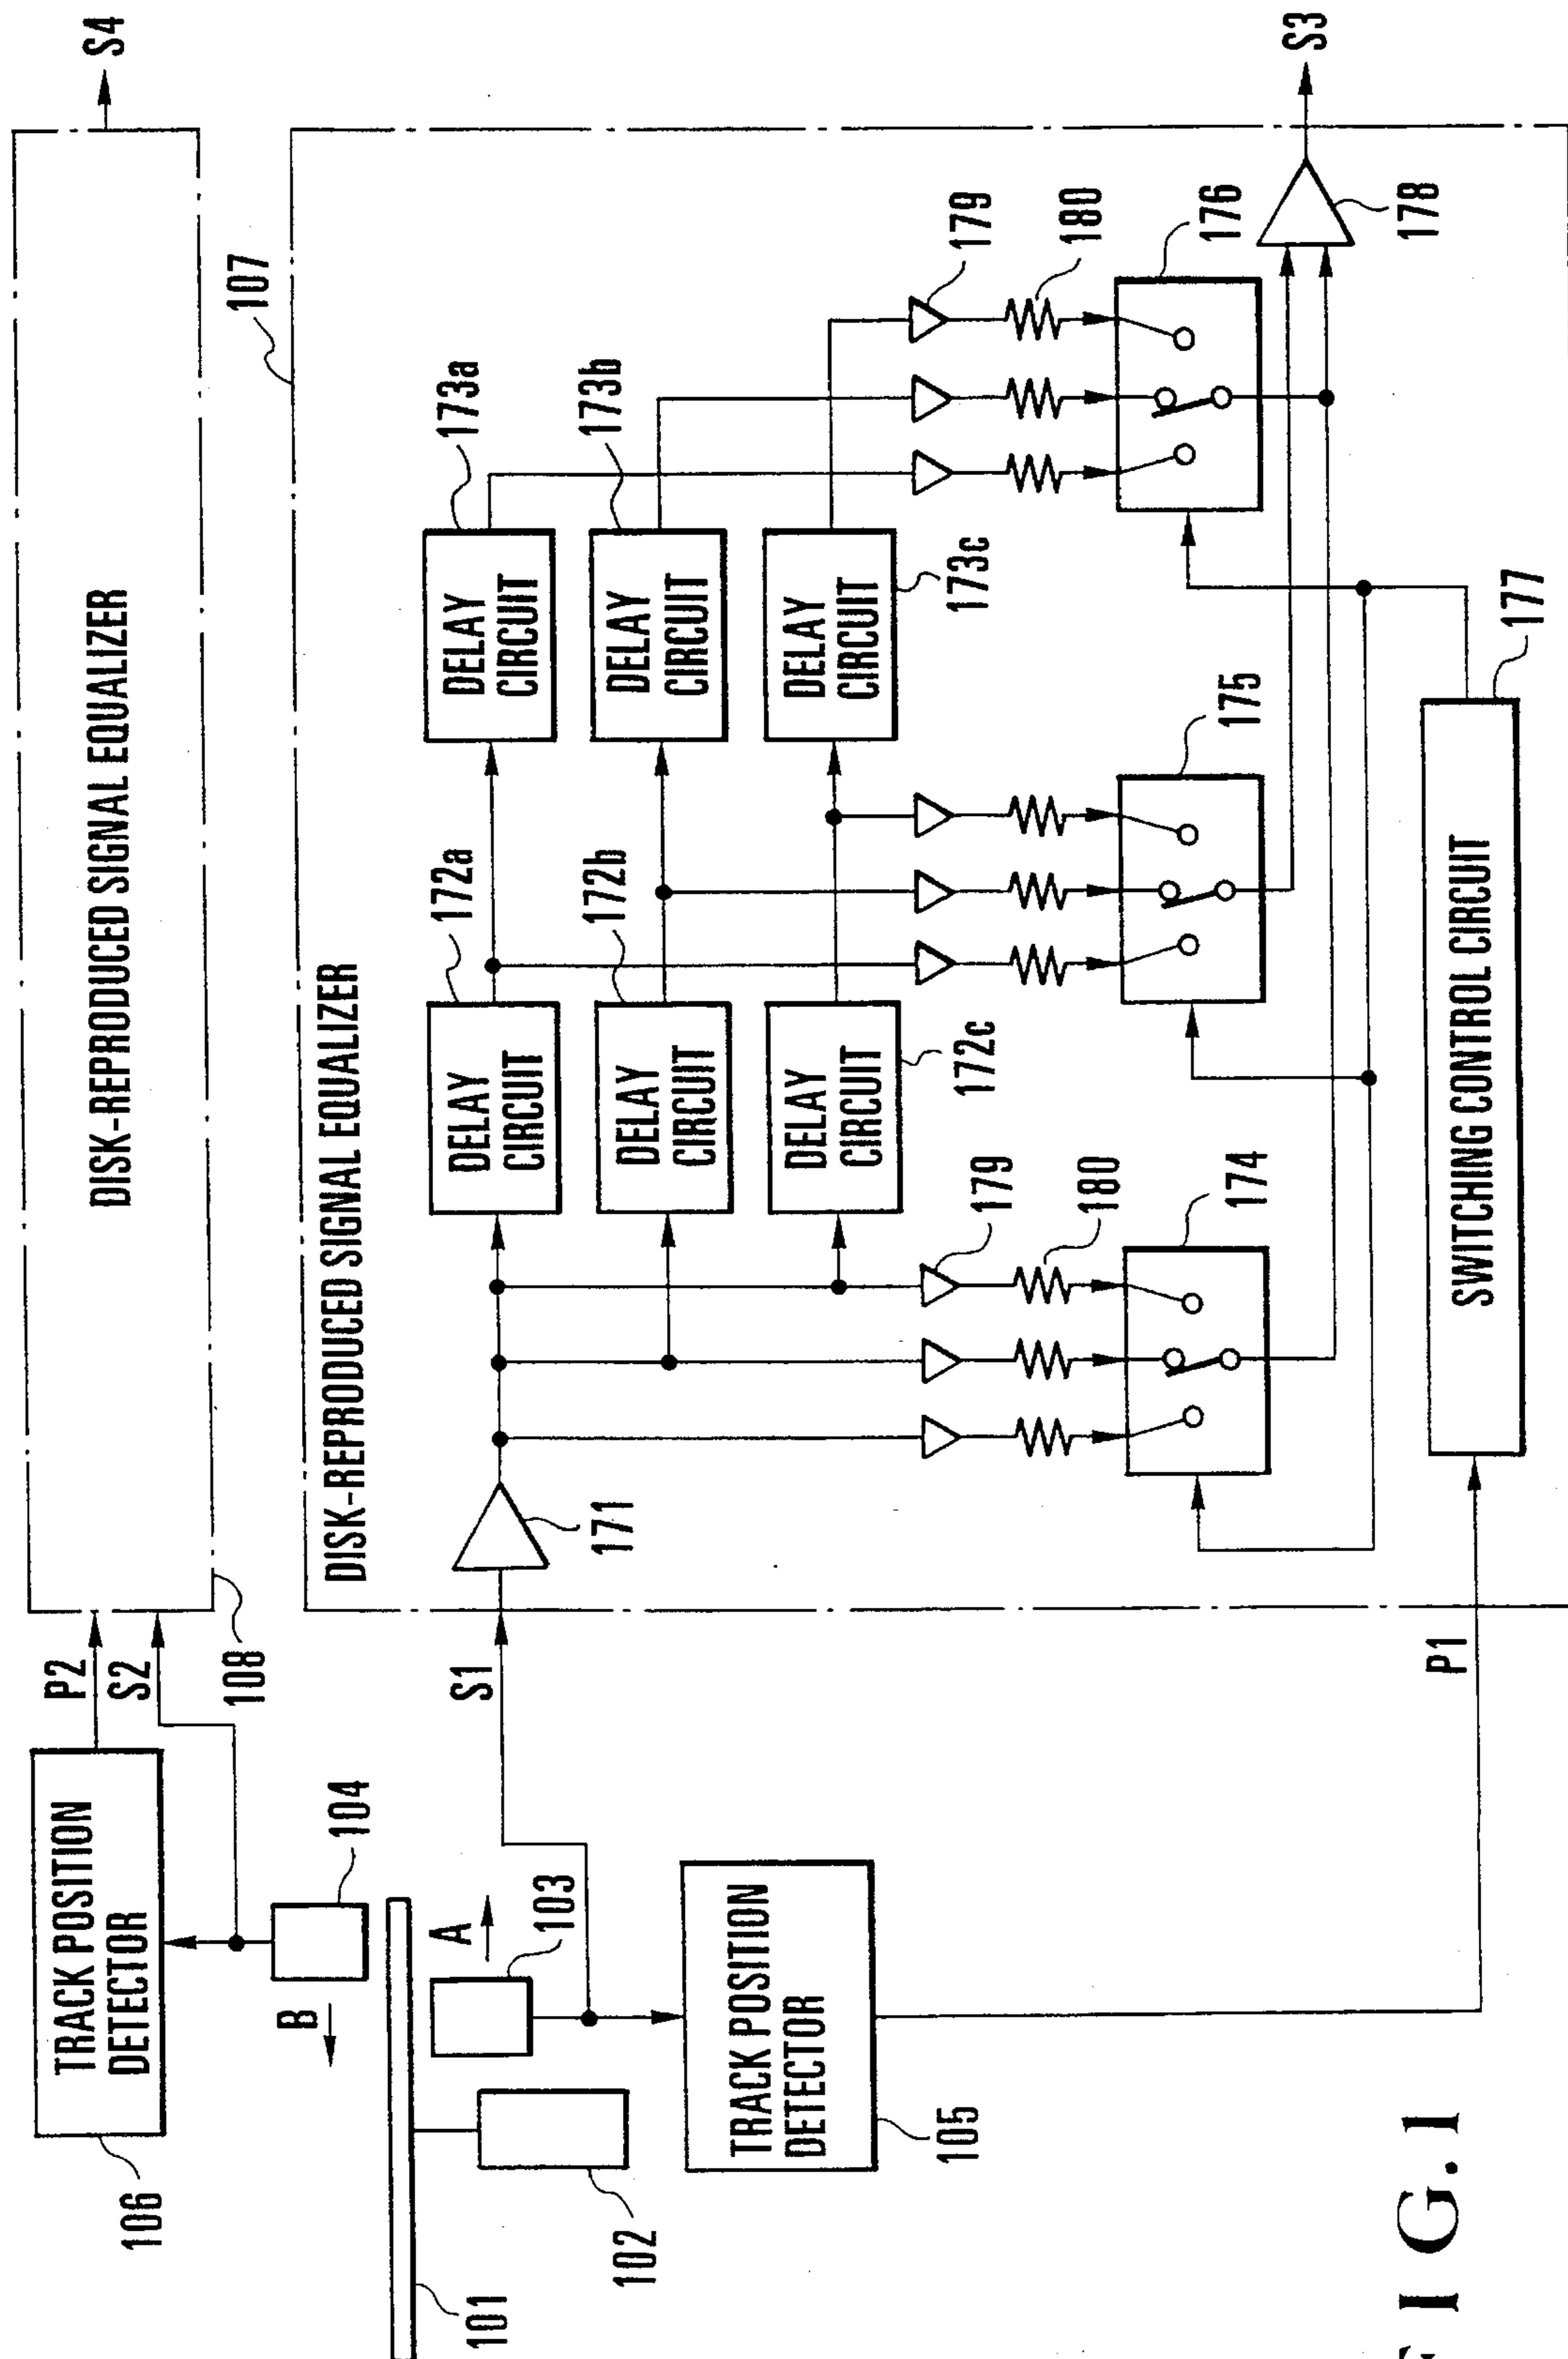 DISK-REPRODUCED SIGNAL EQUALIZER
S4
P2
S2
108
TRACK POSITION
DETECTOR
106
104
B
101
102
A
103
S1
TRACK POSITION
DETECTOR
105
P1
107
DISK-REPRODUCED SIGNAL EQUALIZER
171
172a
DELAY
CIRCUIT
173a
DELAY
CIRCUIT
172b
DELAY
CIRCUIT
173b
DELAY
CIRCUIT
172c
DELAY
CIRCUIT
173c
DELAY
CIRCUIT
179
180
174
175
179
180
176
178
S3
SWITCHING CONTROL CIRCUIT
177
I G. 1